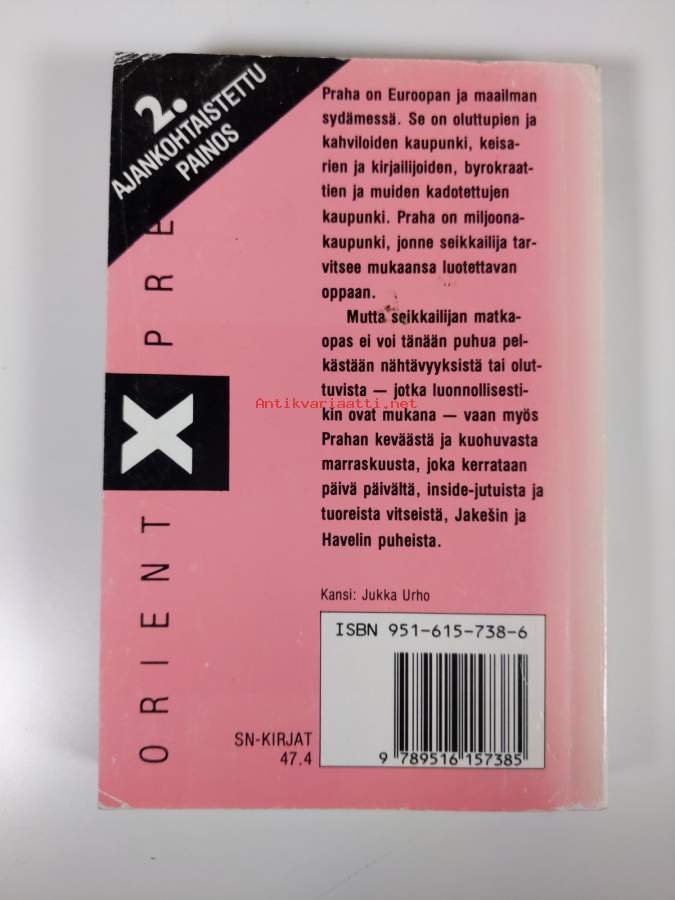 2.
AJANKOHTAISTETTU
PAINOS
Praha on Euroopan ja maailman
sydämessä. Se on oluttupien ja
kahviloiden kaupunki, keisa-
rien ja kirjailijoiden, byrokraat-
tien ja muiden kadotettujen
kaupunki. Praha on miljoona-
kaupunki, jonne seikkailija tar-
vitsee mukaansa luotettavan
oppaan.
Mutta seikkailijan matka-
opas ei voi tänään puhua pel-
kästään nähtävyyksistä tai olut-
tuvista — jotka luonnollisesti-
kin ovat mukana — vaan myös
Prahan keväästä ja kuohuvasta
marraskuusta, joka kerrataan
päivä päivältä, inside-jutuista ja
tuoreista vitseistä, Jakešin ja
Havelin puheista.
Antikvariaatti.net
ORIENT X PRE
Kansi: Jukka Urho
ISBN 951-615-738-6
9 789516 157385
SN-KIRJAT
47.4